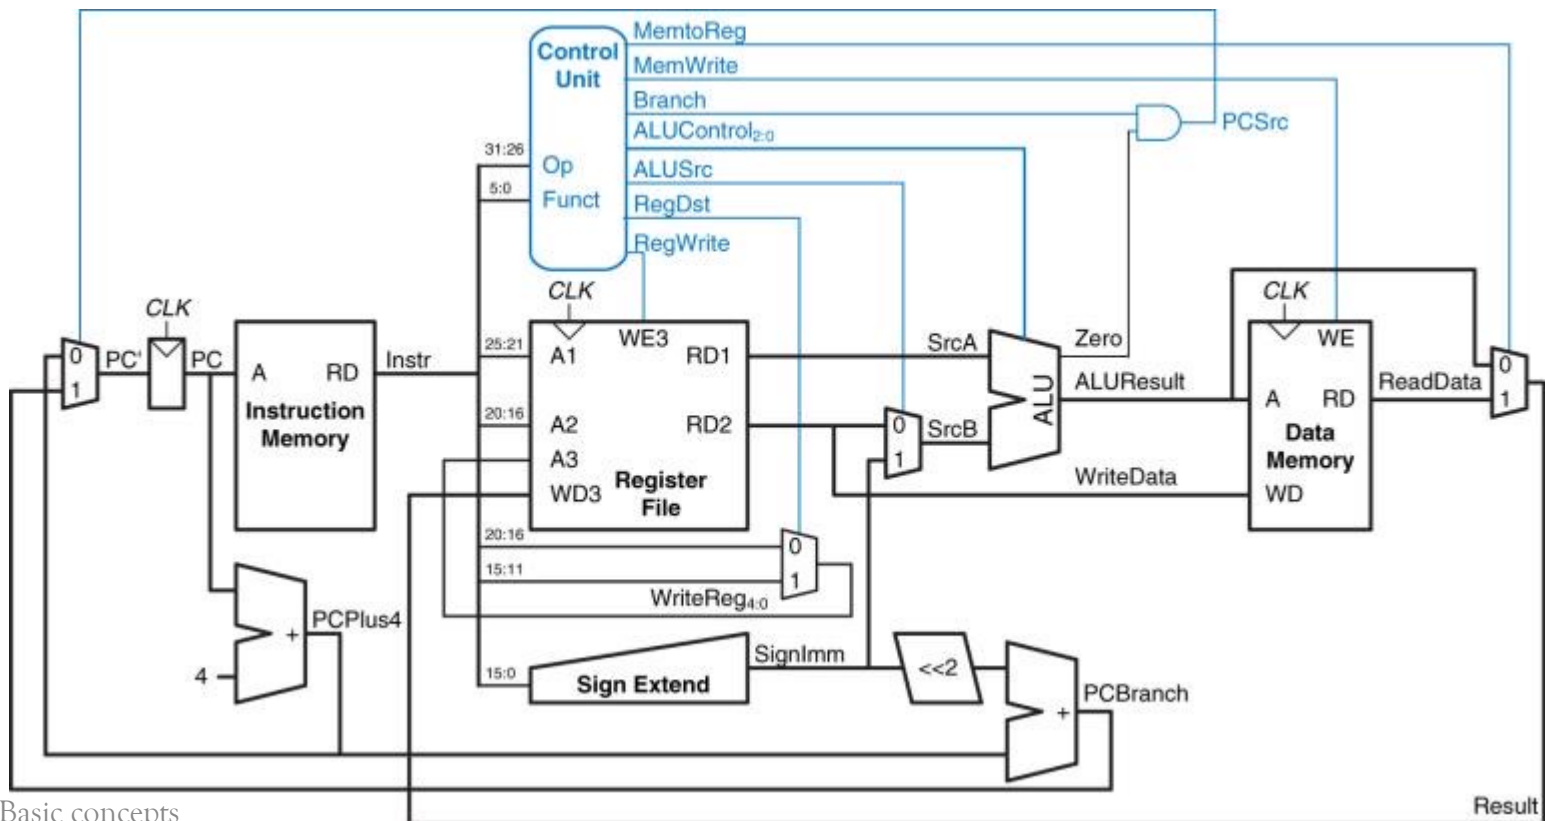 MemtoReg
Control
Unit
MemWrite
Branch
PCSrc
ALUControl2:0
31:26
Op
ALUSrc
5:0
Funct
RegDst
RegWrite
CLK
CLK
CLK
0
1
PC'
PC
A
RD
Instruction
Memory
Instr
25:21
A1
WE3
RD1
SrcA
Zero
WE
20:16
A2
RD2
0
1
SrcB
ALU
ALUResult
A
RD
ReadData
0
1
A3
WD3
Register
File
WriteData
Data
Memory
WD
20:16
0
15:11
1
WriteReg4:0
PCPlus4
+
4
15:0
Sign Extend
SignImm
<<2
+
PCBranch
Basic concepts
Result